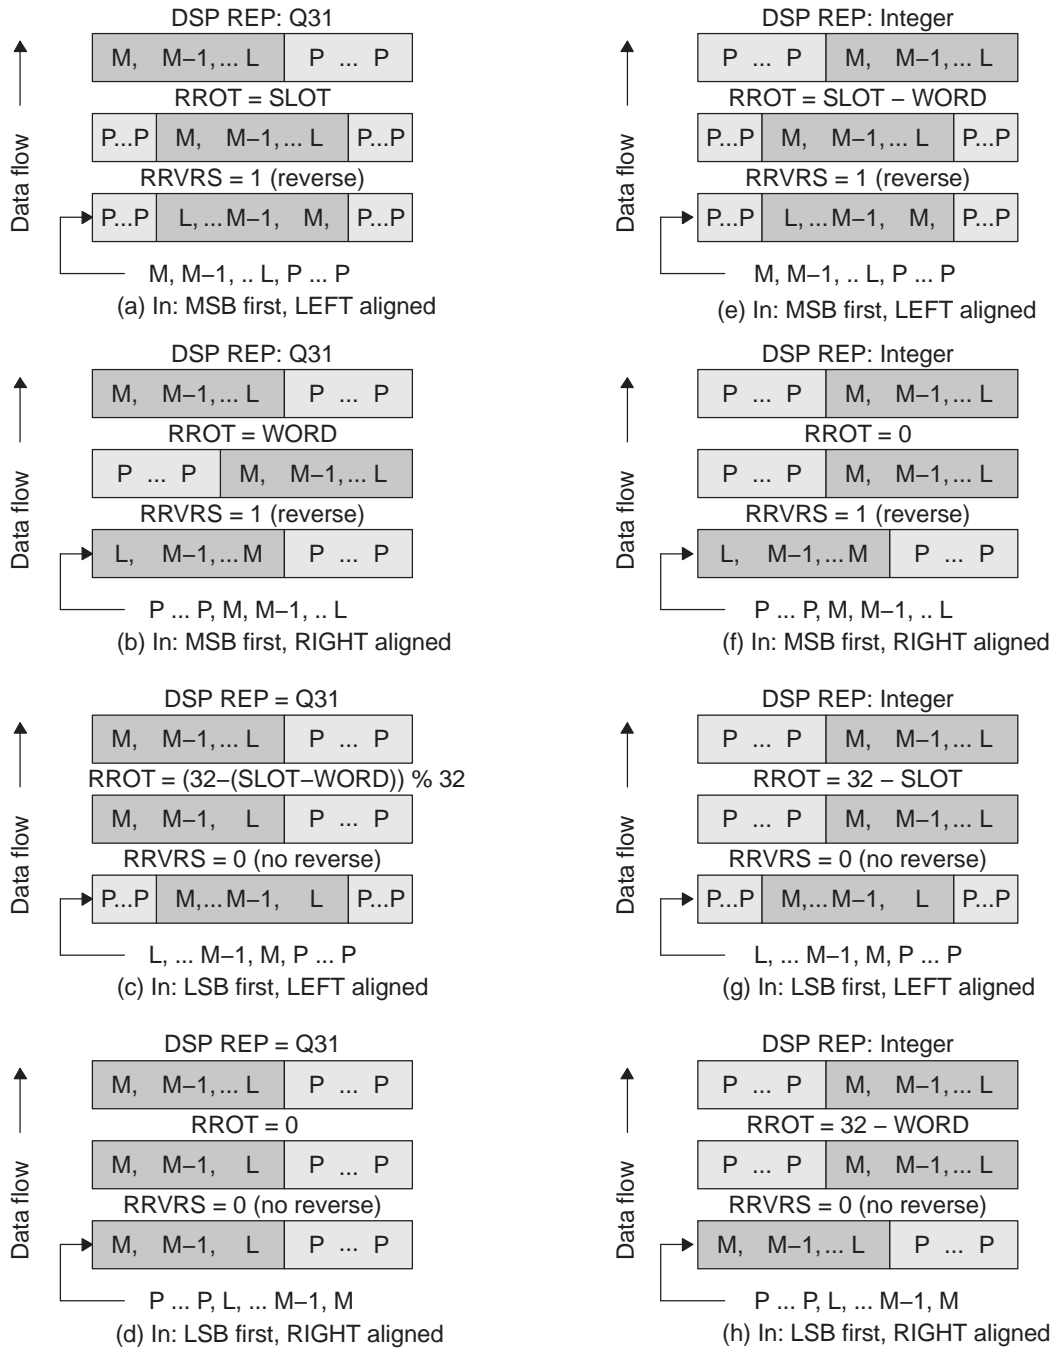 DSP REP: Q31
M, M–1,... L P ... P
RROT = SLOT
P...P M, M–1,... L P...P
RRVRS = 1 (reverse)
P...P L, ...M–1, M, P...P
M, M–1, .. L, P ... P
(a) In: MSB first, LEFT aligned
Data flow
DSP REP: Q31
M, M–1,... L P ... P
RROT = WORD
P ... P M, M–1,... L
RRVRS = 1 (reverse)
L, M–1,... M P ... P
P ... P, M, M–1, .. L
(b) In: MSB first, RIGHT aligned
Data flow
DSP REP = Q31
M, M–1,... L P ... P
RROT = (32–(SLOT–WORD)) % 32
M, M–1, L P ... P
RRVRS = 0 (no reverse)
P...P M,... M–1, L P...P
L, ... M–1, M, P ... P
(c) In: LSB first, LEFT aligned
Data flow
DSP REP = Q31
M, M–1,... L P ... P
RROT = 0
M, M–1, L P ... P
RRVRS = 0 (no reverse)
M, M–1, L P ... P
P ... P, L, ... M–1, M
(d) In: LSB first, RIGHT aligned
Data flow
DSP REP: Integer
P ... P M, M–1,... L
RROT = SLOT – WORD
P...P M, M–1,... L P...P
RRVRS = 1 (reverse)
P...P L, ...M–1, M, P...P
M, M–1, .. L, P ... P
(e) In: MSB first, LEFT aligned
Data flow
DSP REP: Integer
P ... P M, M–1,... L
RROT = 0
P ... P M, M–1,... L
RRVRS = 1 (reverse)
L, M–1,... M P ... P
P ... P, M, M–1, .. L
(f) In: MSB first, RIGHT aligned
Data flow
DSP REP: Integer
P ... P M, M–1,... L
RROT = 32 – SLOT
P ... P M, M–1,... L
RRVRS = 0 (no reverse)
P...P M,... M–1, L P...P
L, ... M–1, M, P ... P
(g) In: LSB first, LEFT aligned
Data flow
DSP REP: Integer
P ... P M, M–1,... L
RROT = 32 – WORD
P ... P M, M–1,... L
RRVRS = 0 (no reverse)
M, M–1,... L P ... P
P ... P, L, ... M–1, M
(h) In: LSB first, RIGHT aligned
Data flow